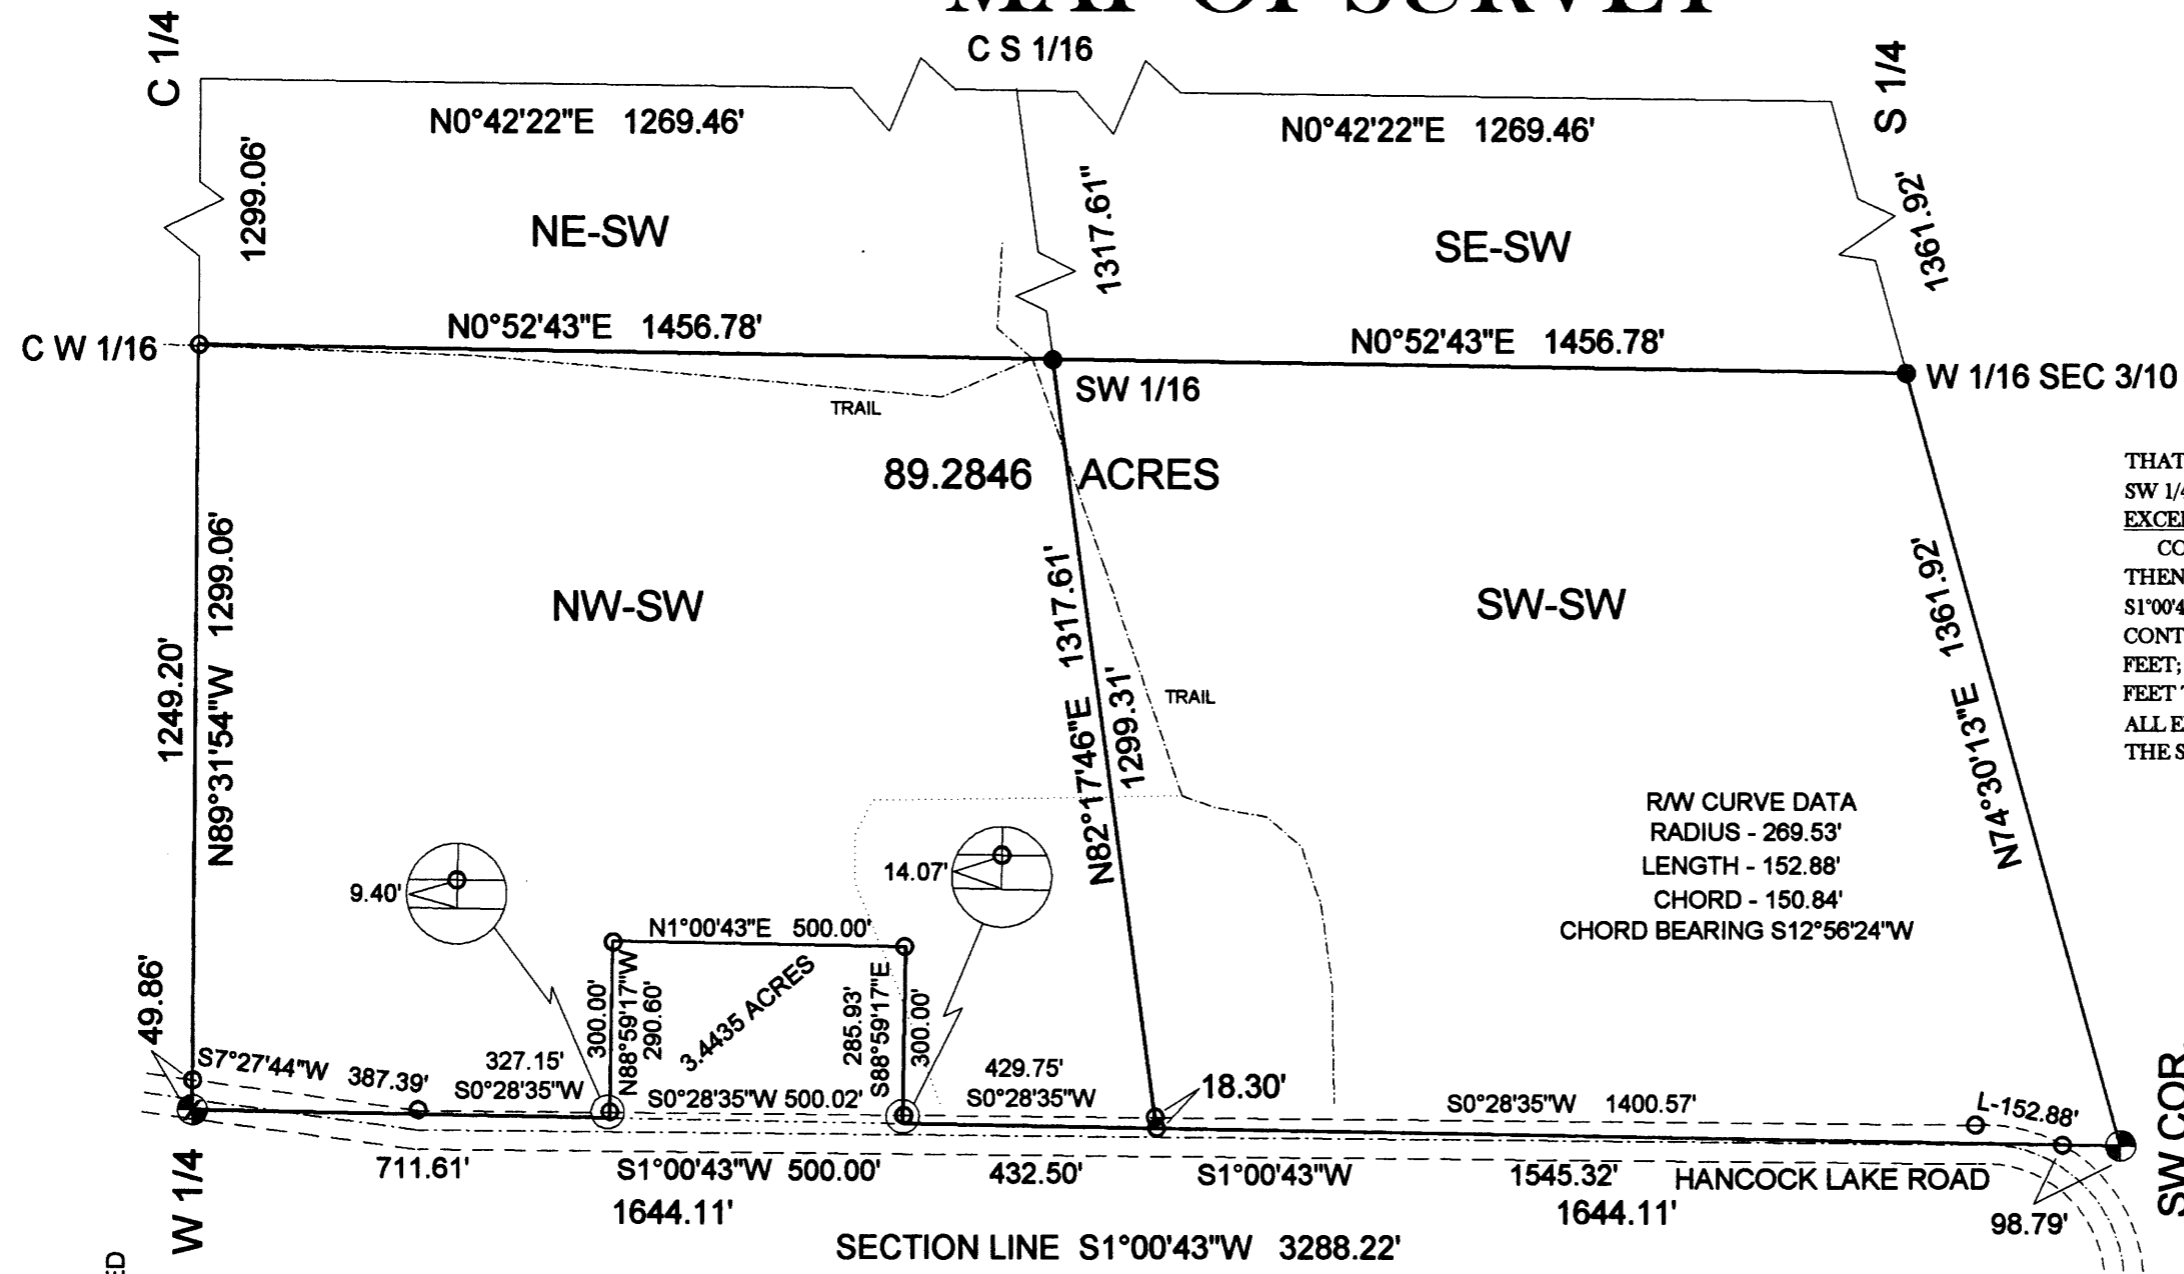 MAP OF SURVEY
C 1/4
C S 1/16
S 1/4
N0°42'22"E 1269.46'
N0°42'22"E 1269.46'
1299.06'
1317.61"
1361.92'
NE-SW
SE-SW
C W 1/16
N0°52'43"E 1456.78'
N0°52'43"E 1456.78'
W 1/16 SEC 3/10
SW 1/16
TRAIL
89.2846 ACRES
THAT
SW 1/4
EXCE
CO
THEN
S1°00'4
CONT
FEET;
FEET
ALL E
THE S
NW-SW
SW-SW
1249.20'
N89°31'54"W 1299.06'
N82°17'46"E 1317.61'
1299.31'
TRAIL
N74°30'13"E 1361.92'
R/W CURVE DATA
RADIUS - 269.53'
LENGTH - 152.88'
CHORD - 150.84'
CHORD BEARING S12°56'24"W
9.40'
14.07'
N1°00'43"E 500.00'
300.00'
N88°59'17"W
290.60'
3.4435 ACRES
285.93'
S88°59'17"E
300.00'
49.86'
S7°27'44"W 387.39'
327.15'
S0°28'35"W
S0°28'35"W 500.02'
429.75'
S0°28'35"W
18.30'
S0°28'35"W 1400.57'
L-152.88'
W 1/4
711.61'
S1°00'43"W 500.00'
432.50'
S1°00'43"W
1545.32'
HANCOCK LAKE ROAD
SW COR.
1644.11'
1644.11'
98.79'
SECTION LINE S1°00'43"W 3288.22'
ED